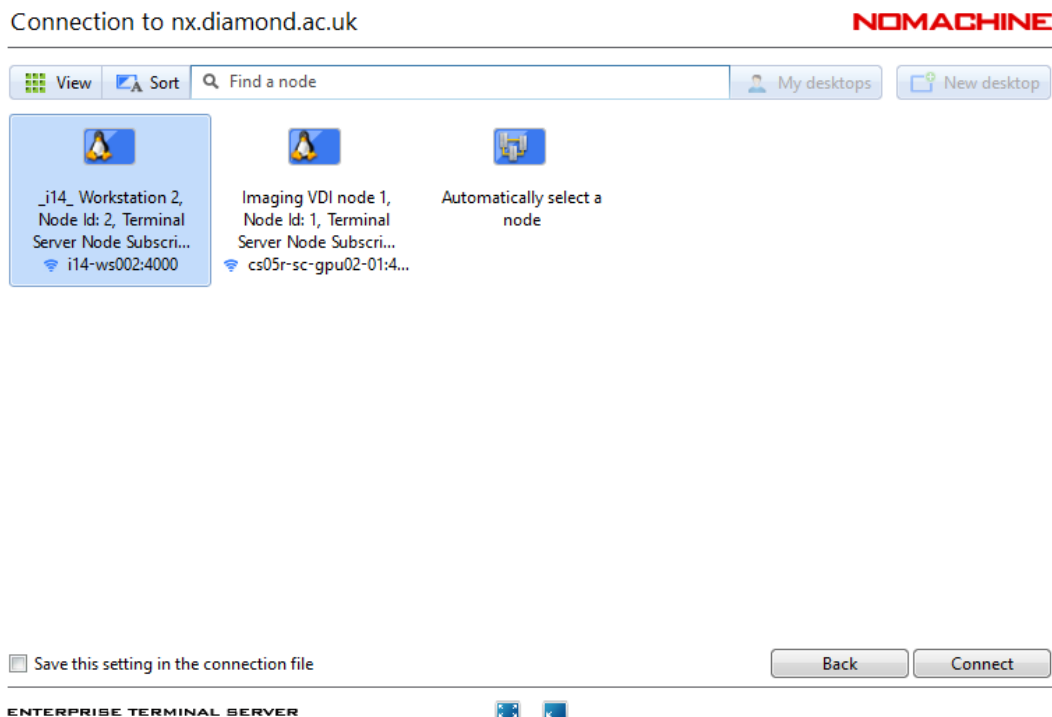 Connection to nx.diamond.ac.uk
NOMACHINE
View
Sort
Find a node
My desktops
New desktop
_i14_ Workstation 2,
Node Id: 2, Terminal
Server Node Subscri...
i14-ws002:4000
Imaging VDI node 1,
Node Id: 1, Terminal
Server Node Subscri...
cs05r-sc-gpu02-01:4...
Automatically select a
node
Save this setting in the connection file
Back
Connect
ENTERPRISE TERMINAL SERVER